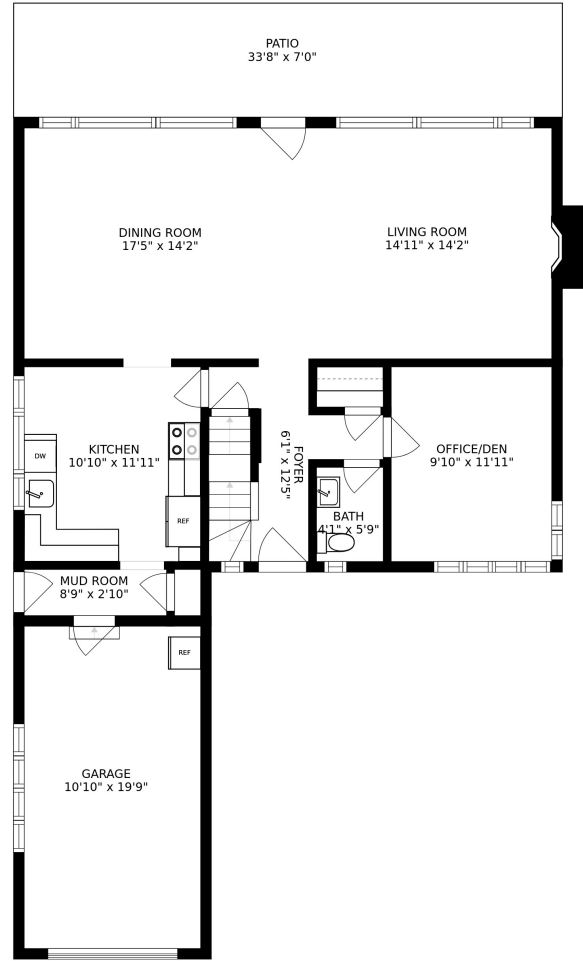 PATIO
33'8" x 7'0"
DINING ROOM
17'5" x 14'2"
LIVING ROOM
14'11" x 14'2"
KITCHEN
10'10" x 11'11"
DW
REF
FOYER
6'1" x 12'5"
OFFICE/DEN
9'10" x 11'11"
BATH
4'1" x 5'9"
MUD ROOM
8'9" x 2'10"
REF
GARAGE
10'10" x 19'9"